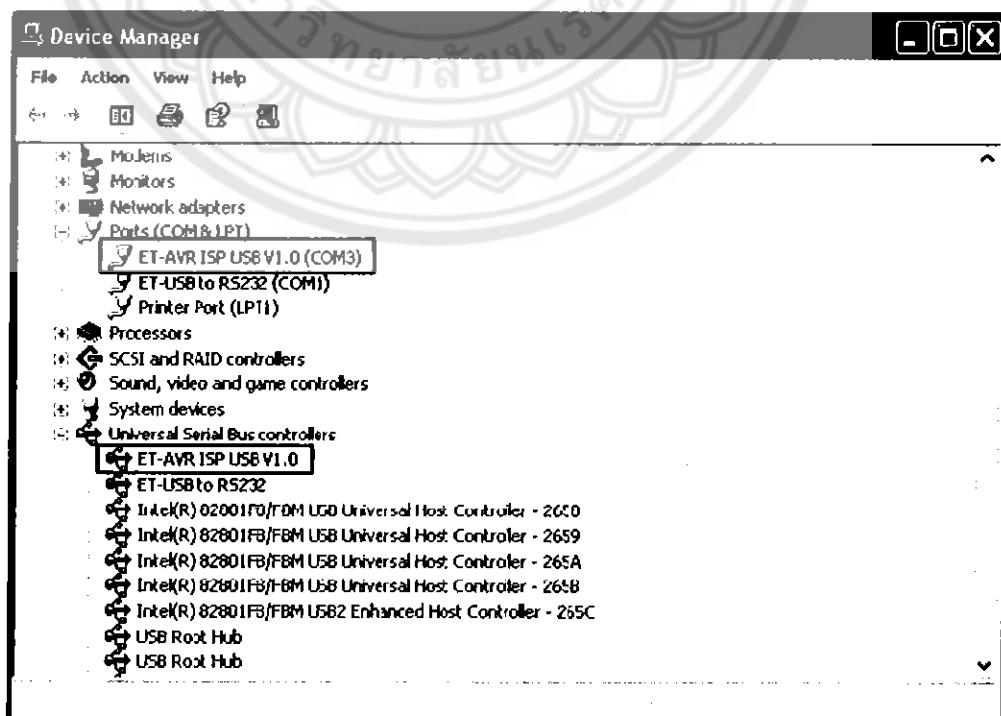 Device Manager
File Action View Help
Modems
Monitors
Network adapters
Ports (COM & LPT)
ET-AVR ISP USB V1.0 (COM3)
ET-USB to RS232 (COM1)
Printer Port (LPT1)
Processors
SCSI and RAID controllers
Sound, video and game controllers
System devices
Universal Serial Bus controllers
ET-AVR ISP USB V1.0
ET-USB to RS232
Intel(R) 82801FB/FBM USB Universal Host Controller - 2658
Intel(R) 82801FB/FBM USB Universal Host Controller - 2659
Intel(R) 82801FB/FBM USB Universal Host Controller - 265A
Intel(R) 82801FB/FBM USB Universal Host Controller - 265B
Intel(R) 82801FB/FBM USB2 Enhanced Host Controller - 265C
USB Root Hub
USB Root Hub